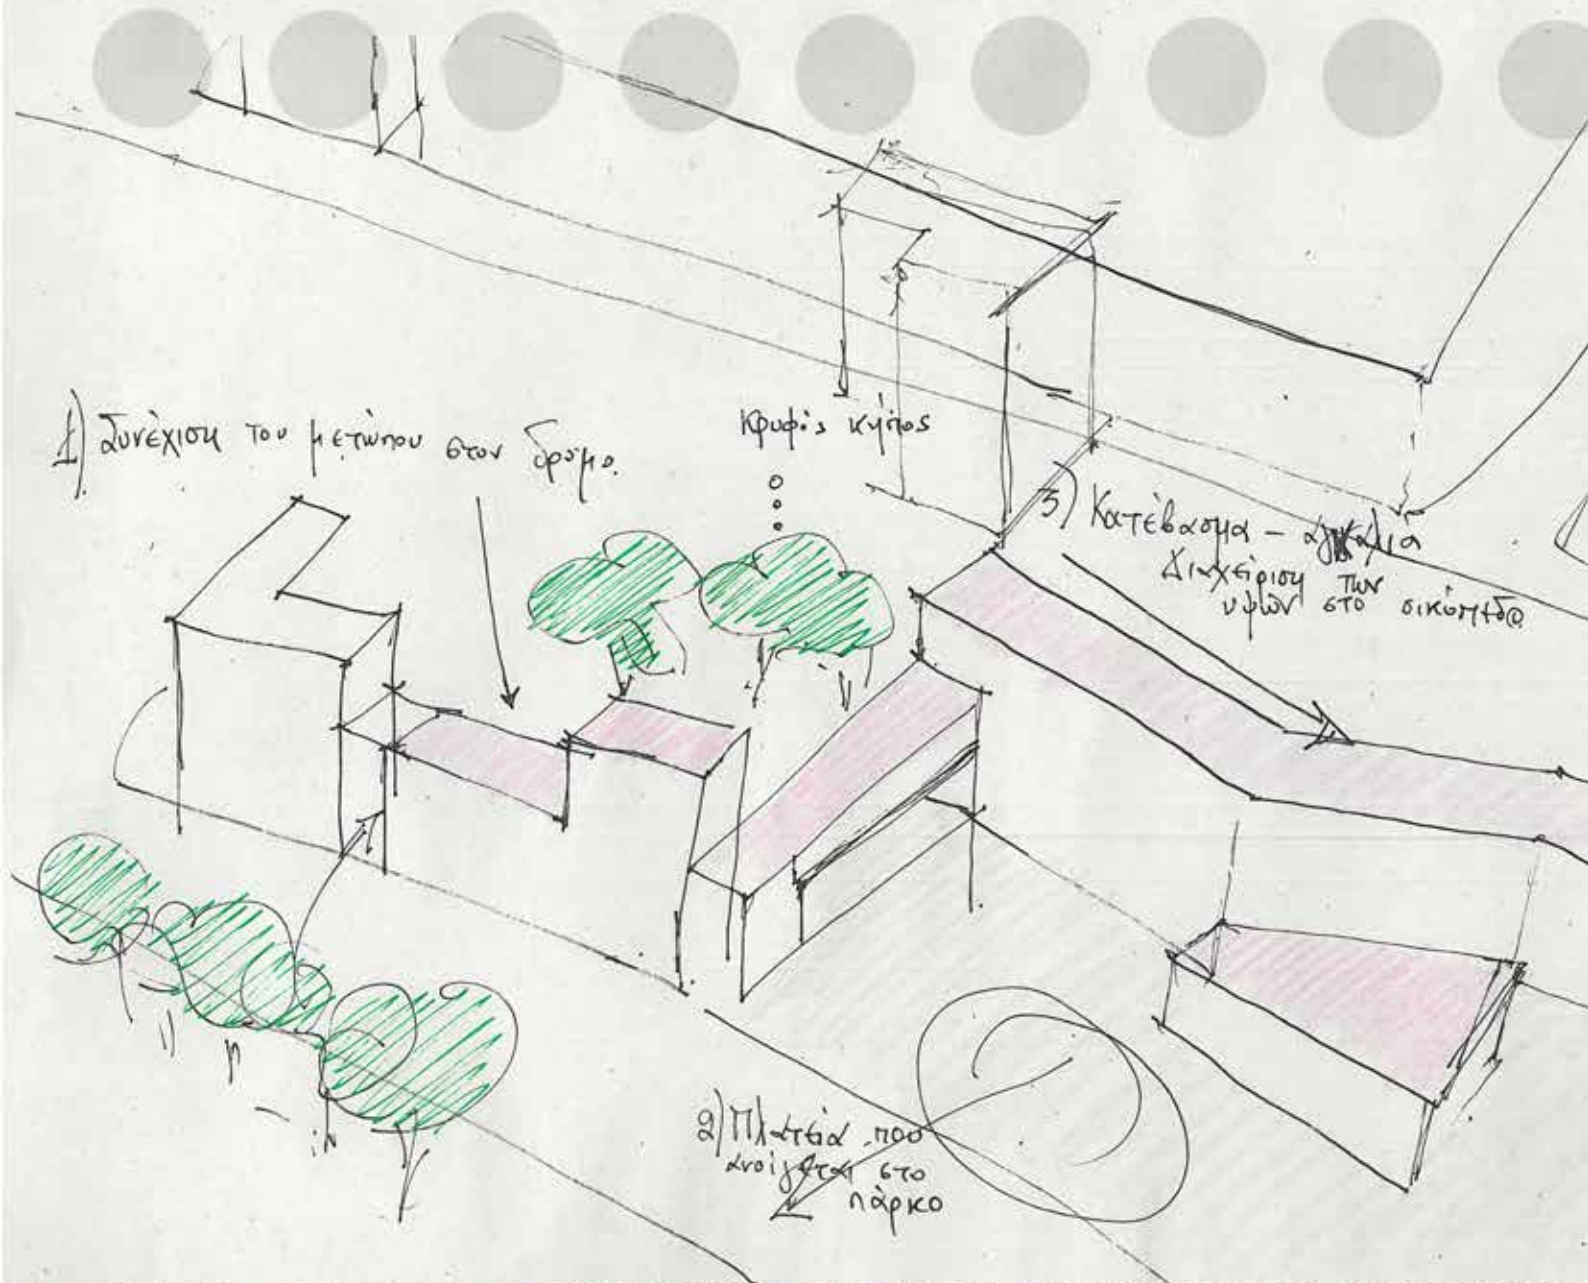 1) Συνέχιση του μετώπου στον δρόμο.
Κρυφός κήπος
3) Κατέβασμα - αγκαλιά
Διαχείριση των
υψών στο οικόπεδο
2) Πλατεία που
ανοίγεται στο
πάρκο